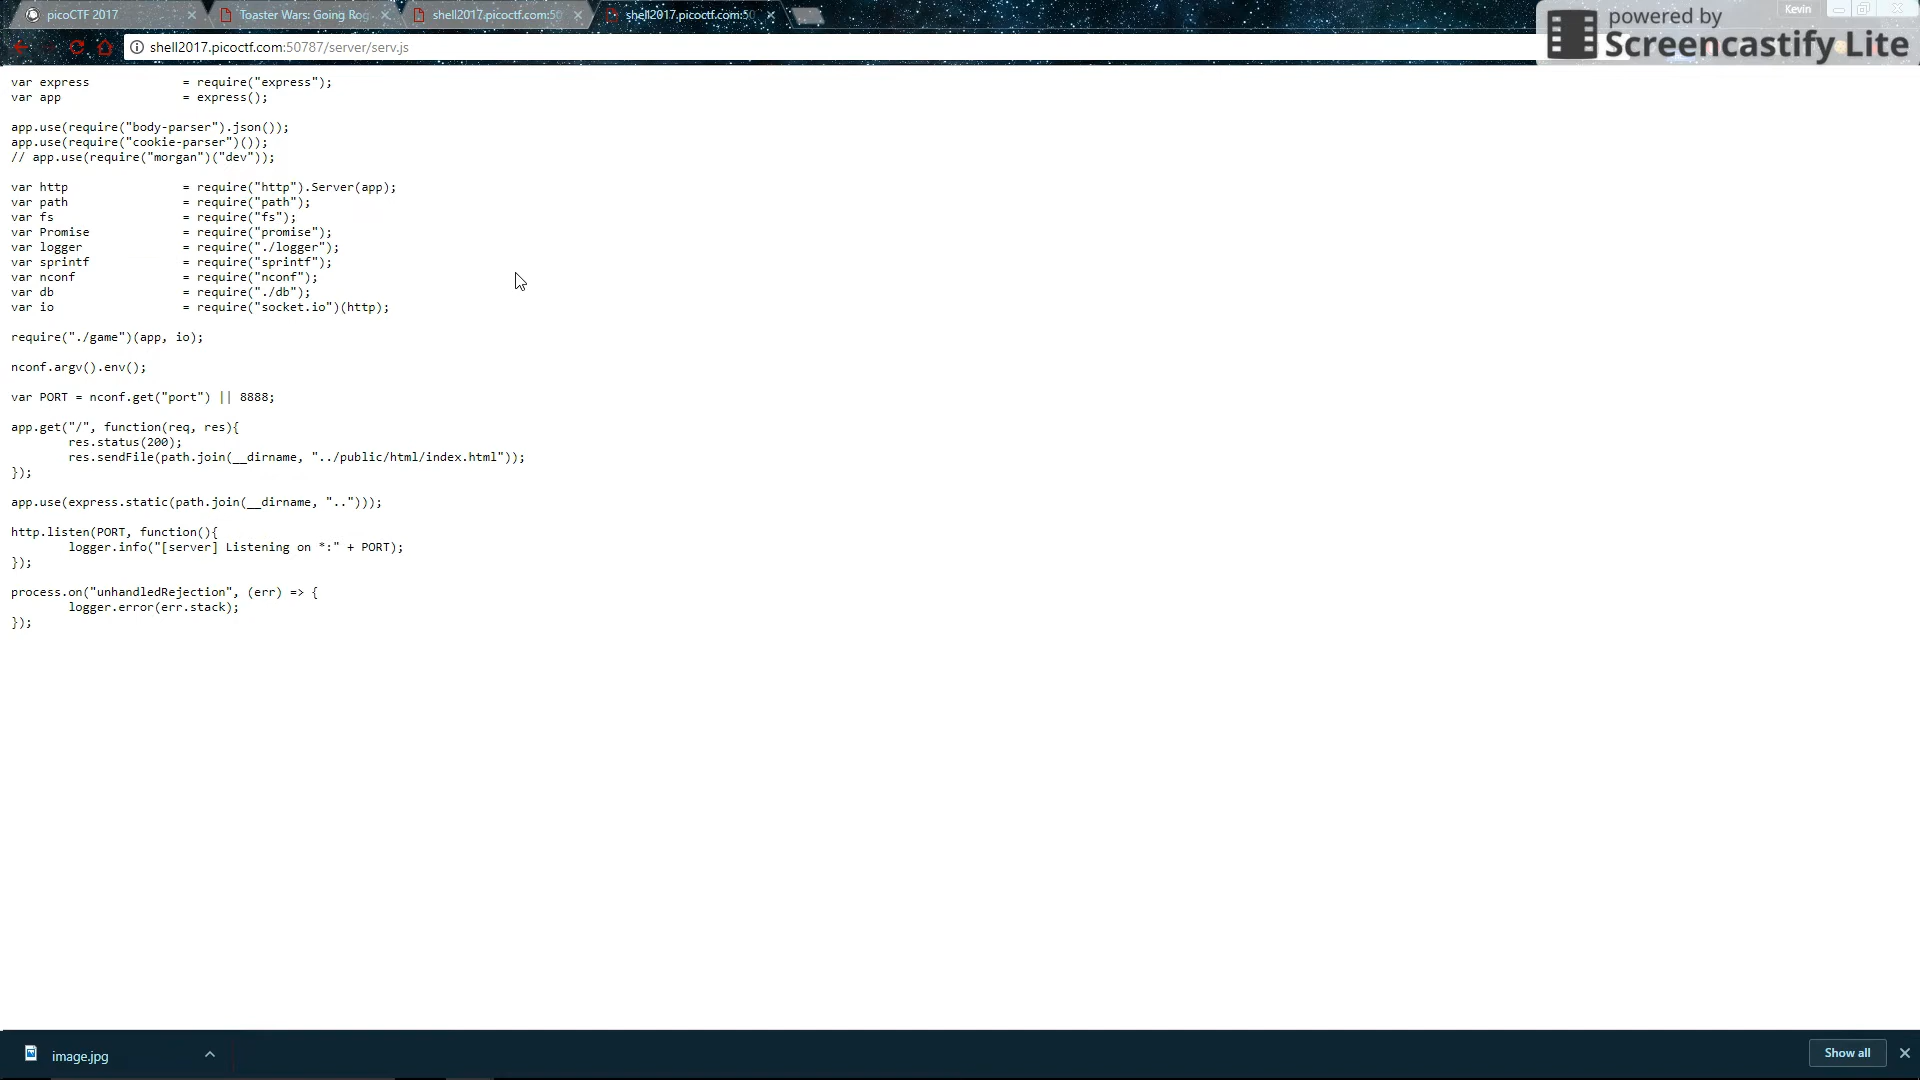 picoCTF 2017
Toaster Wars: Going Rog
shell2017.picoctf.com:50
shell2017.picoctf.com:50
Kevin
shell2017.picoctf.com:50787/server/serv.js
powered by
Screencastify Lite
var express = require("express");
var app = express();
app.use(require("body-parser").json());
app.use(require("cookie-parser")());
// app.use(require("morgan")("dev"));
var http = require("http").Server(app);
var path = require("path");
var fs = require("fs");
var Promise = require("promise");
var logger = require("./logger");
var sprintf = require("sprintf");
var nconf = require("nconf");
var db = require("./db");
var io = require("socket.io")(http);
require("./game")(app, io);
nconf.argv().env();
var PORT = nconf.get("port") || 8888;
app.get("/", function(req, res){
res.status(200);
res.sendFile(path.join(__dirname, "../public/html/index.html"));
});
app.use(express.static(path.join(__dirname, "..")));
http.listen(PORT, function(){
logger.info("[server] Listening on *:" + PORT);
});
process.on("unhandledRejection", (err) => {
logger.error(err.stack);
});
image.jpg
Show all